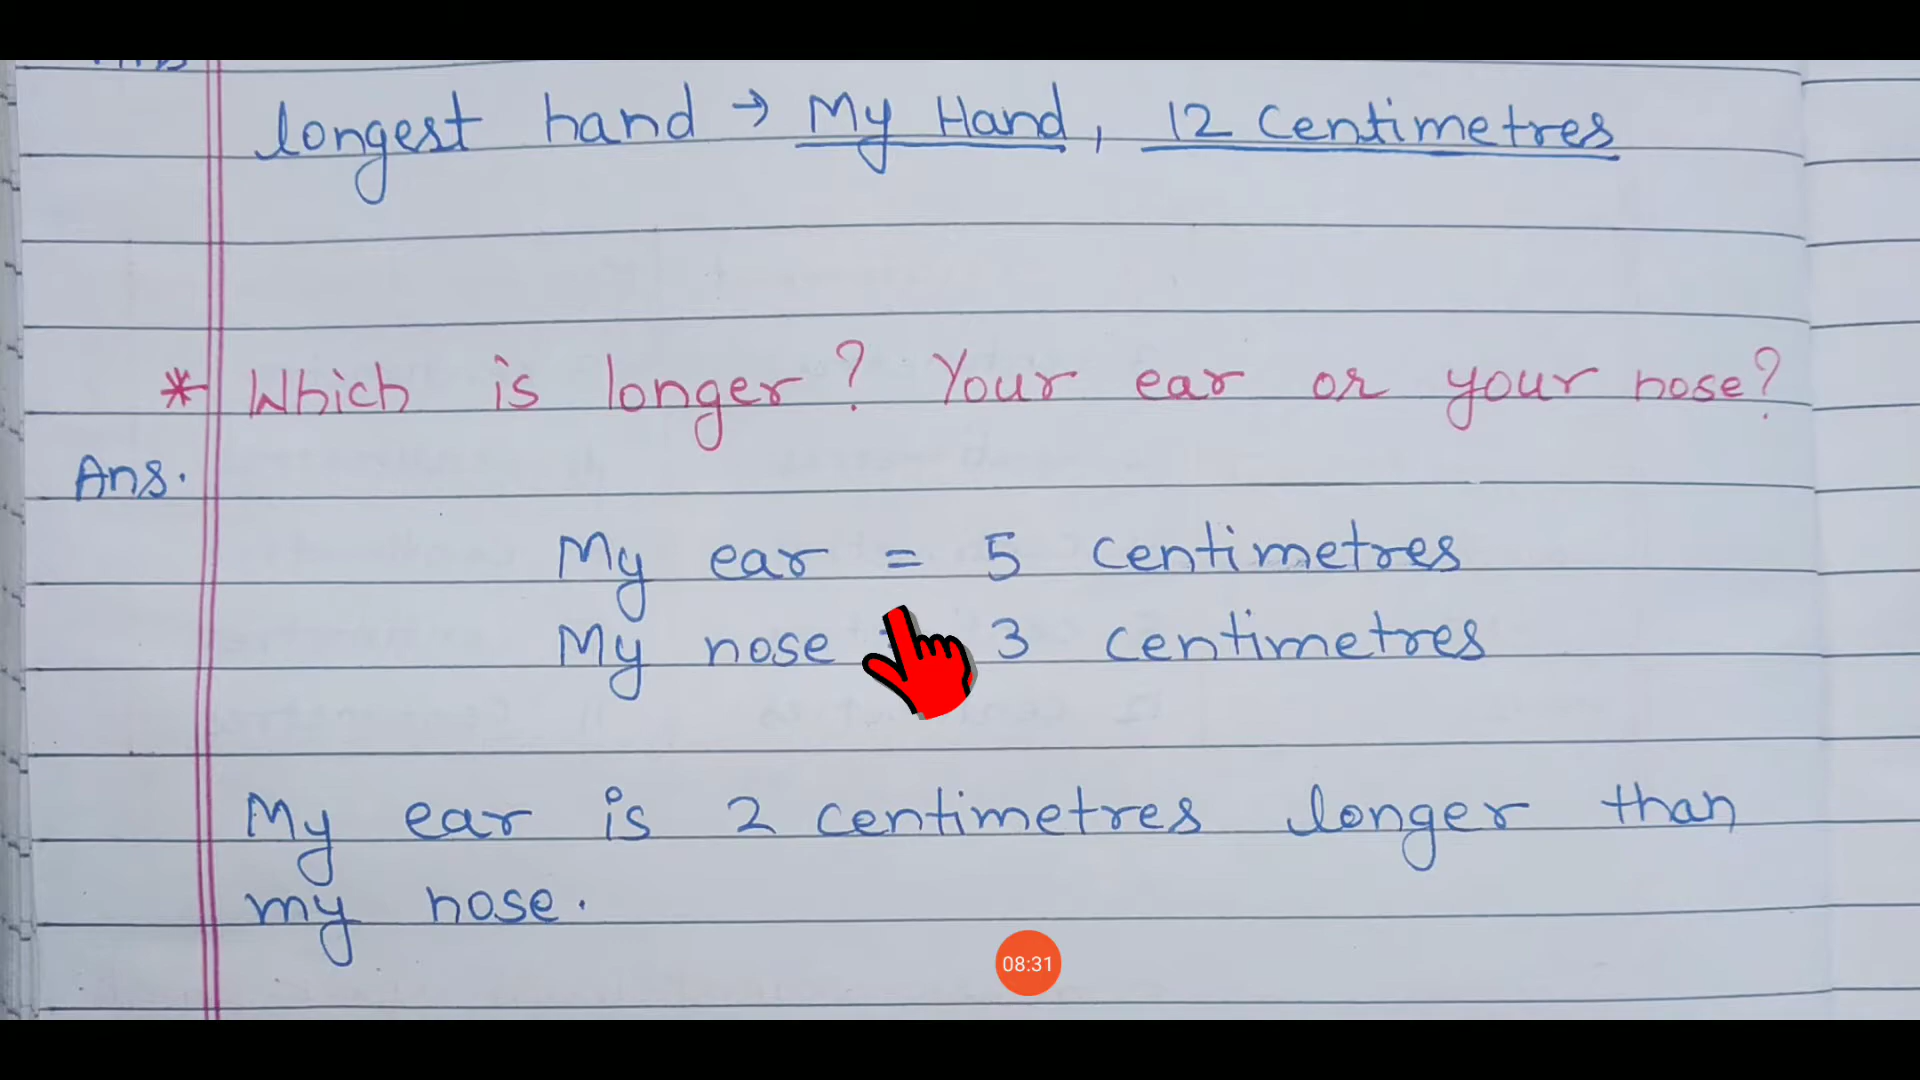 longest hand → My Hand, 12 Centimetres
* Which is longer? Your ear or your nose?
Ans.
My ear = 5 centimetres
My nose 3 centimetres
My ear is 2 centimetres longer than
my nose.
08:31